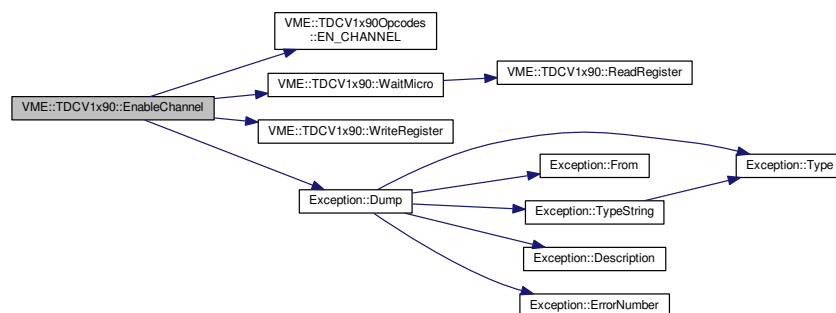 VME::TDCV1x90Opcodes
::EN_CHANNEL
VME::TDCV1x90::WaitMicro
VME::TDCV1x90::ReadRegister
VME::TDCV1x90::EnableChannel
VME::TDCV1x90::WriteRegister
Exception::From
Exception::Type
Exception::Dump
Exception::TypeString
Exception::Description
Exception::ErrorNumber